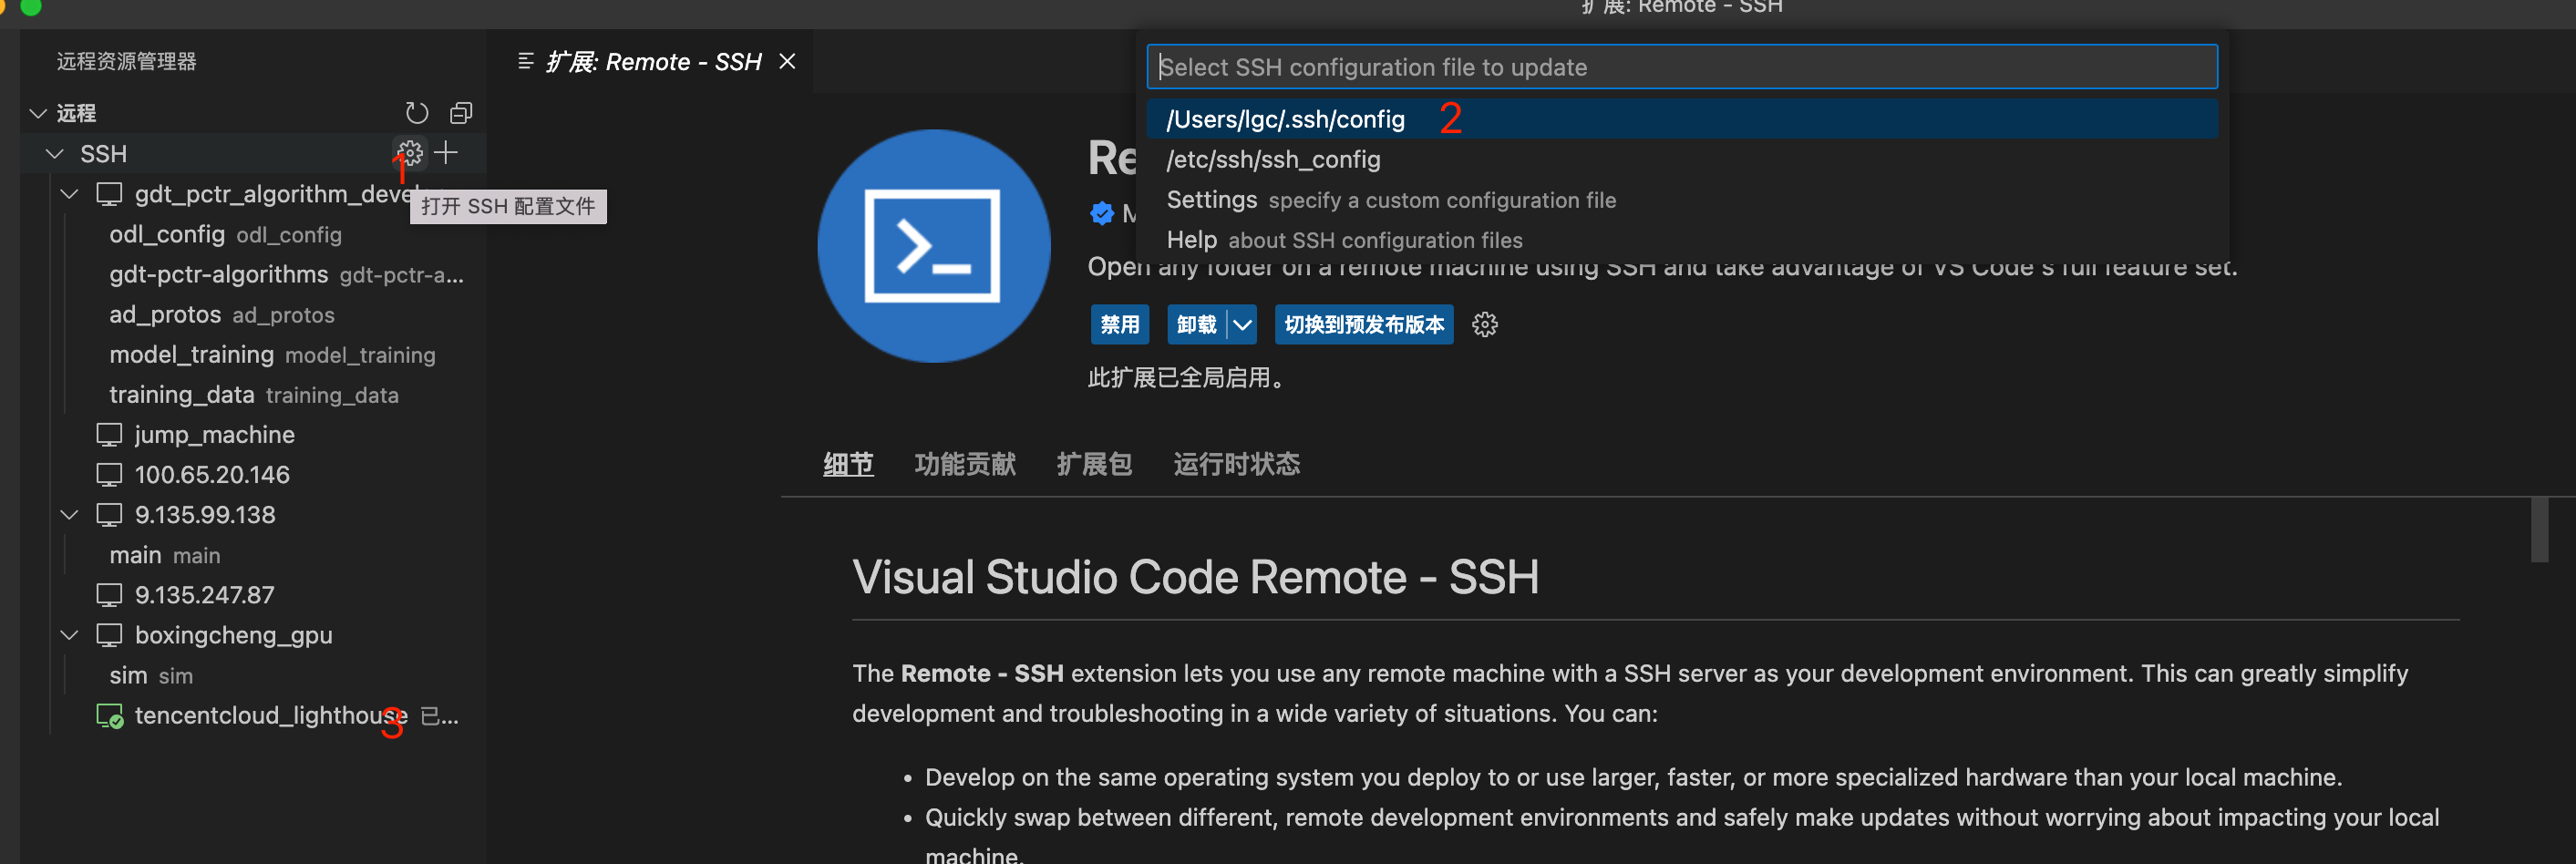 扩展: Remote - SSH
远程资源管理器
远程
SSH
1
打开 SSH 配置文件
gdt_pctr_algorithm_deve
odl_config odl_config
gdt-pctr-algorithms gdt-pctr-a...
ad_protos ad_protos
model_training model_training
training_data training_data
jump_machine
100.65.20.146
9.135.99.138
main main
9.135.247.87
boxingcheng_gpu
sim sim
tencentcloud_lighthouse 已...
3
扩展: Remote - SSH
Select SSH configuration file to update
/Users/lgc/.ssh/config 2
/etc/ssh/ssh_config
Settings specify a custom configuration file
Help about SSH configuration files
Re
M
Open any folder on a remote machine using SSH and take advantage of VS Code's full feature set.
禁用 卸载 切换到预发布版本
此扩展已全局启用。
细节 功能贡献 扩展包 运行时状态
Visual Studio Code Remote - SSH
The Remote - SSH extension lets you use any remote machine with a SSH server as your development environment. This can greatly simplify
development and troubleshooting in a wide variety of situations. You can:
• Develop on the same operating system you deploy to or use larger, faster, or more specialized hardware than your local machine.
• Quickly swap between different, remote development environments and safely make updates without worrying about impacting your local
machine.